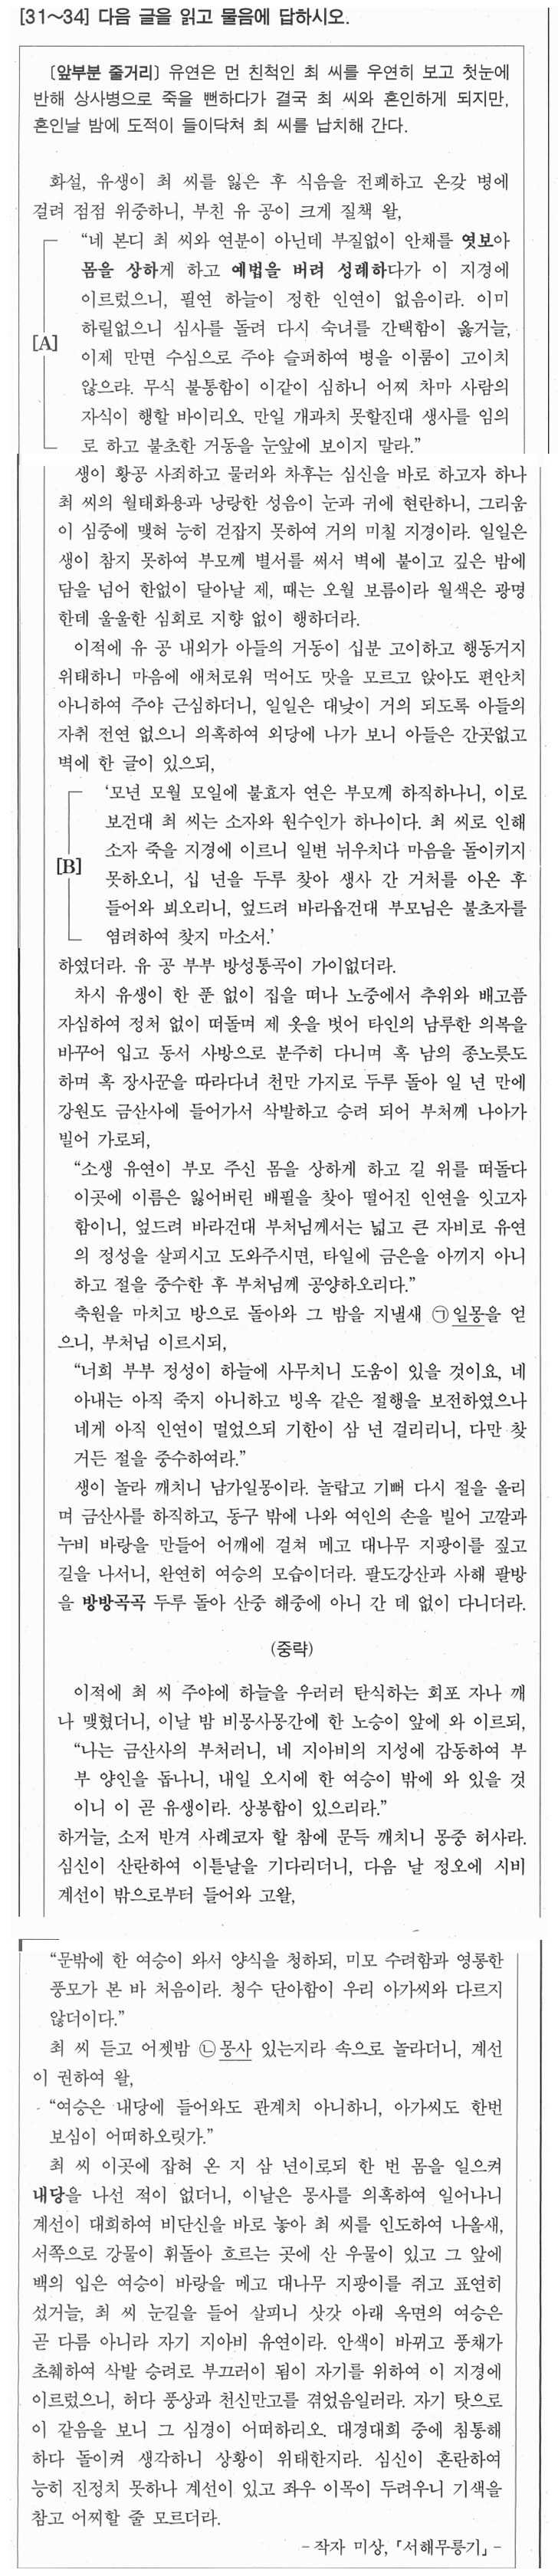 [31~34] 다음 글을 읽고 물음에 답하시오.
〔앞부분 줄거리〕 유연은 먼 친척인 최 씨를 우연히 보고 첫눈에
반해 상사병으로 죽을 뻔하다가 결국 최 씨와 혼인하게 되지만,
혼인날 밤에 도적이 들이닥쳐 최 씨를 납치해 간다.
화설, 유생이 최 씨를 잃은 후 식음을 전폐하고 온갖 병에
걸려 점점 위중하니, 부친 유 공이 크게 질책 왈,
“네 본디 최 씨와 연분이 아닌데 부질없이 안채를 엿보아
몸을 상하게 하고 예법을 버려 성례하다가 이 지경에
이르렀으니, 필연 하늘이 정한 인연이 없음이라. 이미
[A] 하릴없으니 심사를 돌려 다시 숙녀를 간택함이 옳거늘,
이제 만면 수심으로 주야 슬퍼하여 병을 이룸이 고이치
않으랴. 무식 불통함이 이같이 심하니 어찌 차마 사람의
자식이 행할 바이리오. 만일 개과치 못할진대 생사를 임의
로 하고 불초한 거동을 눈앞에 보이지 말라.”
생이 황공 사죄하고 물러와 차후는 심신을 바로 하고자 하나
최 씨의 월태화용과 낭랑한 성음이 눈과 귀에 현란하니, 그리움
이 심중에 맺혀 능히 걷잡지 못하여 거의 미칠 지경이라. 일일은
생이 참지 못하여 부모께 별서를 써서 벽에 붙이고 깊은 밤에
담을 넘어 한없이 달아날 제, 때는 오월 보름이라 월색은 광명
한데 울울한 심회로 지향 없이 행하더라.
이적에 유 공 내외가 아들의 거동이 십분 고이하고 행동거지
위태하니 마음에 애처로워 먹어도 맛을 모르고 앉아도 편안치
아니하여 주야 근심하더니, 일일은 대낮이 거의 되도록 아들의
자취 전연 없으니 의혹하여 외당에 나가 보니 아들은 간곳없고
벽에 한 글이 있으되,
‘모년 모월 모일에 불효자 연은 부모께 하직하나니, 이로
보건대 최 씨는 소자와 원수인가 하나이다. 최 씨로 인해
[B] 소자 죽을 지경에 이르니 일변 뉘우치다 마음을 돌이키지
못하오니, 십 년을 두루 찾아 생사 간 거처를 아온 후
들어와 뵈오리니, 엎드려 바라옵건대 부모님은 불초자를
염려하여 찾지 마소서.’
하였더라. 유 공 부부 방성통곡이 가이없더라.
차시 유생이 한 푼 없이 집을 떠나 노중에서 추위와 배고픔
자심하여 정처 없이 떠돌며 제 옷을 벗어 타인의 남루한 의복을
바꾸어 입고 동서 사방으로 분주히 다니며 혹 남의 종노릇도
하며 혹 장사꾼을 따라다녀 천만 가지로 두루 돌아 일 년 만에
강원도 금산사에 들어가서 삭발하고 승려 되어 부처께 나아가
빌어 가로되,
“소생 유연이 부모 주신 몸을 상하게 하고 길 위를 떠돌다
이곳에 이름은 잃어버린 배필을 찾아 떨어진 인연을 잇고자
함이니, 엎드려 바라건대 부처님께서는 넓고 큰 자비로 유연
의 정성을 살피시고 도와주시면, 타일에 금은을 아끼지 아니
하고 절을 중수한 후 부처님께 공양하오리다.”
축원을 마치고 방으로 돌아와 그 밤을 지낼새 ㉠일몽을 얻
으니, 부처님 이르시되,
“너희 부부 정성이 하늘에 사무치니 도움이 있을 것이요, 네
아내는 아직 죽지 아니하고 빙옥 같은 절행을 보전하였으나
네게 아직 인연이 멀었으되 기한이 삼 년 걸리리니, 다만 찾
거든 절을 중수하여라.”
생이 놀라 깨치니 남가일몽이라. 놀랍고 기뻐 다시 절을 올리
며 금산사를 하직하고, 동구 밖에 나와 여인의 손을 빌어 고깔과
누비 바랑을 만들어 어깨에 걸쳐 메고 대나무 지팡이를 짚고
길을 나서니, 완연히 여승의 모습이더라. 팔도강산과 사해 팔방
을 방방곡곡 두루 돌아 산중 해중에 아니 간 데 없이 다니더라.
(중략)
이적에 최 씨 주야에 하늘을 우러러 탄식하는 회포 자나 깨
나 맺혔더니, 이날 밤 비몽사몽간에 한 노승이 앞에 와 이르되,
“나는 금산사의 부처러니, 네 지아비의 지성에 감동하여 부
부 양인을 돕나니, 내일 오시에 한 여승이 밖에 와 있을 것
이니 이 곧 유생이라. 상봉함이 있으리라.”
하거늘, 소저 반겨 사례코자 할 참에 문득 깨치니 몽중 허사라.
심신이 산란하여 이튿날을 기다리더니, 다음 날 정오에 시비
계선이 밖으로부터 들어와 고왈,
“문밖에 한 여승이 와서 양식을 청하되, 미모 수려함과 영롱한
풍모가 본 바 처음이라. 청수 단아함이 우리 아가씨와 다르지
않더이다.”
최 씨 듣고 어젯밤 ㉡몽사 있는지라 속으로 놀라더니, 계선
이 권하여 왈,
“여승은 내당에 들어와도 관계치 아니하니, 아가씨도 한번
보심이 어떠하오릿가.”
최 씨 이곳에 잡혀 온 지 삼 년이로되 한 번 몸을 일으켜
내당을 나선 적이 없더니, 이날은 몽사를 의혹하여 일어나니
계선이 대희하여 비단신을 바로 놓아 최 씨를 인도하여 나올새,
서쪽으로 강물이 휘돌아 흐르는 곳에 산 우물이 있고 그 앞에
백의 입은 여승이 바랑을 메고 대나무 지팡이를 쥐고 표연히
섰거늘, 최 씨 눈길을 들어 살피니 삿갓 아래 옥면의 여승은
곧 다름 아니라 자기 지아비 유연이라. 안색이 바뀌고 풍채가
초췌하여 삭발 승려로 부끄러이 됨이 자기를 위하여 이 지경에
이르렀으니, 허다 풍상과 천신만고를 겪었음일러라. 자기 탓으로
이 같음을 보니 그 심경이 어떠하리오. 대경대희 중에 침통해
하다 돌이켜 생각하니 상황이 위태한지라. 심신이 혼란하여
능히 진정치 못하나 계선이 있고 좌우 이목이 두려우니 기색을
참고 어찌할 줄 모르더라.
- 작자 미상, 「서해무릉기」 -